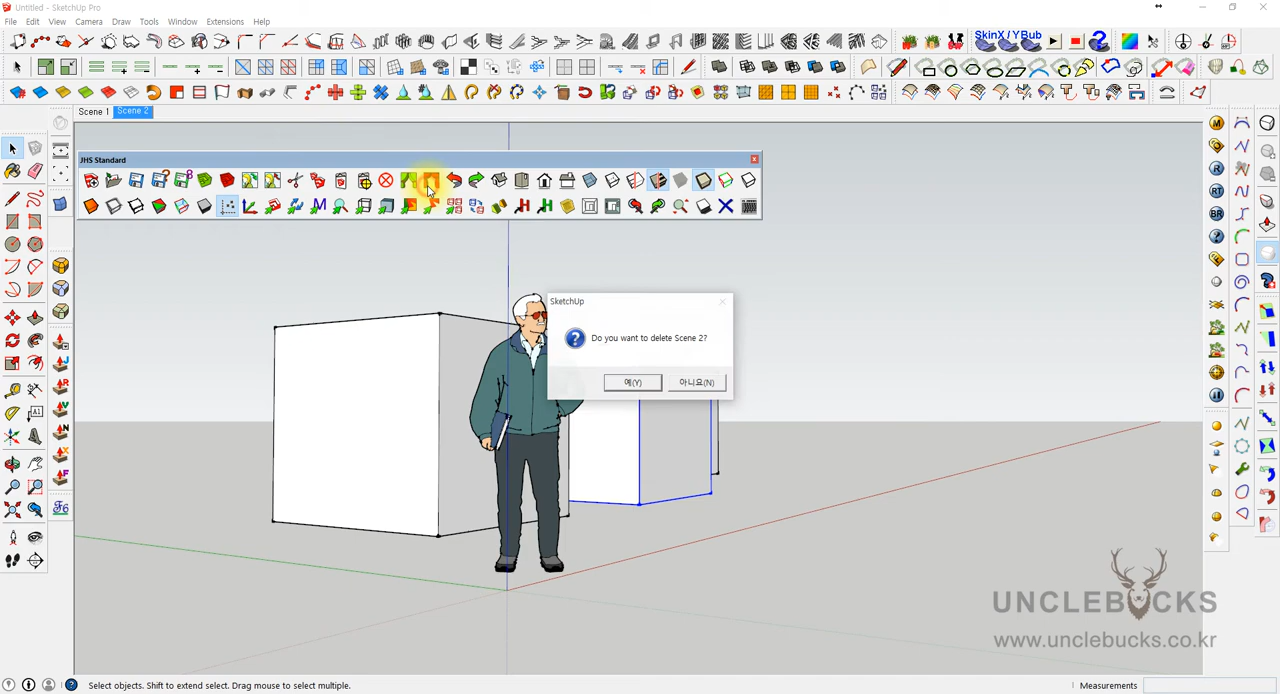 Untitled - SketchUp Pro
File Edit View Camera Draw Tools Window Extensions Help
SkinX / YBub
Scene 1 Scene 2
JHS Standard
SketchUp
Do you want to delete Scene 2?
예(Y) 아니요(N)
UNCLEBUCKS
www.unclebucks.co.kr
Select objects. Shift to extend select. Drag mouse to select multiple.
Measurements